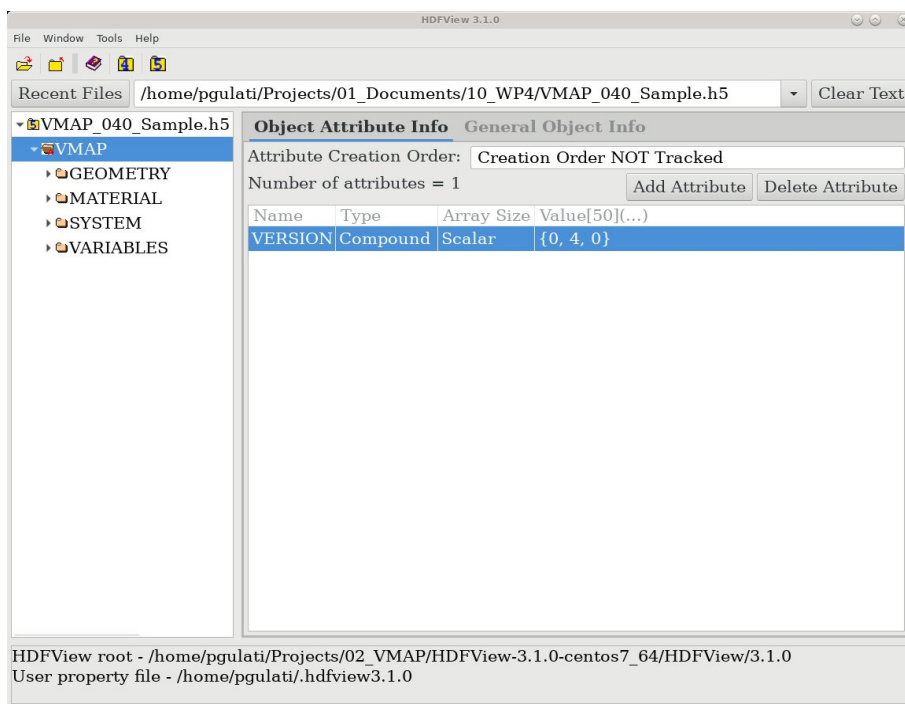 HDFView 3.1.0
File Window Tools Help
4 5
Recent Files /home/pgulati/Projects/01_Documents/10_WP4/VMAP_040_Sample.h5 Clear Text
5 VMAP_040_Sample.h5
VMAP
GEOMETRY
MATERIAL
SYSTEM
VARIABLES
Object Attribute Info General Object Info
Attribute Creation Order: Creation Order NOT Tracked
Number of attributes = 1 Add Attribute Delete Attribute
Name Type Array Size Value[50](...)
VERSION Compound Scalar {0, 4, 0}
HDFView root - /home/pgulati/Projects/02_VMAP/HDFView-3.1.0-centos7_64/HDFView/3.1.0
User property file - /home/pgulati/.hdfview3.1.0